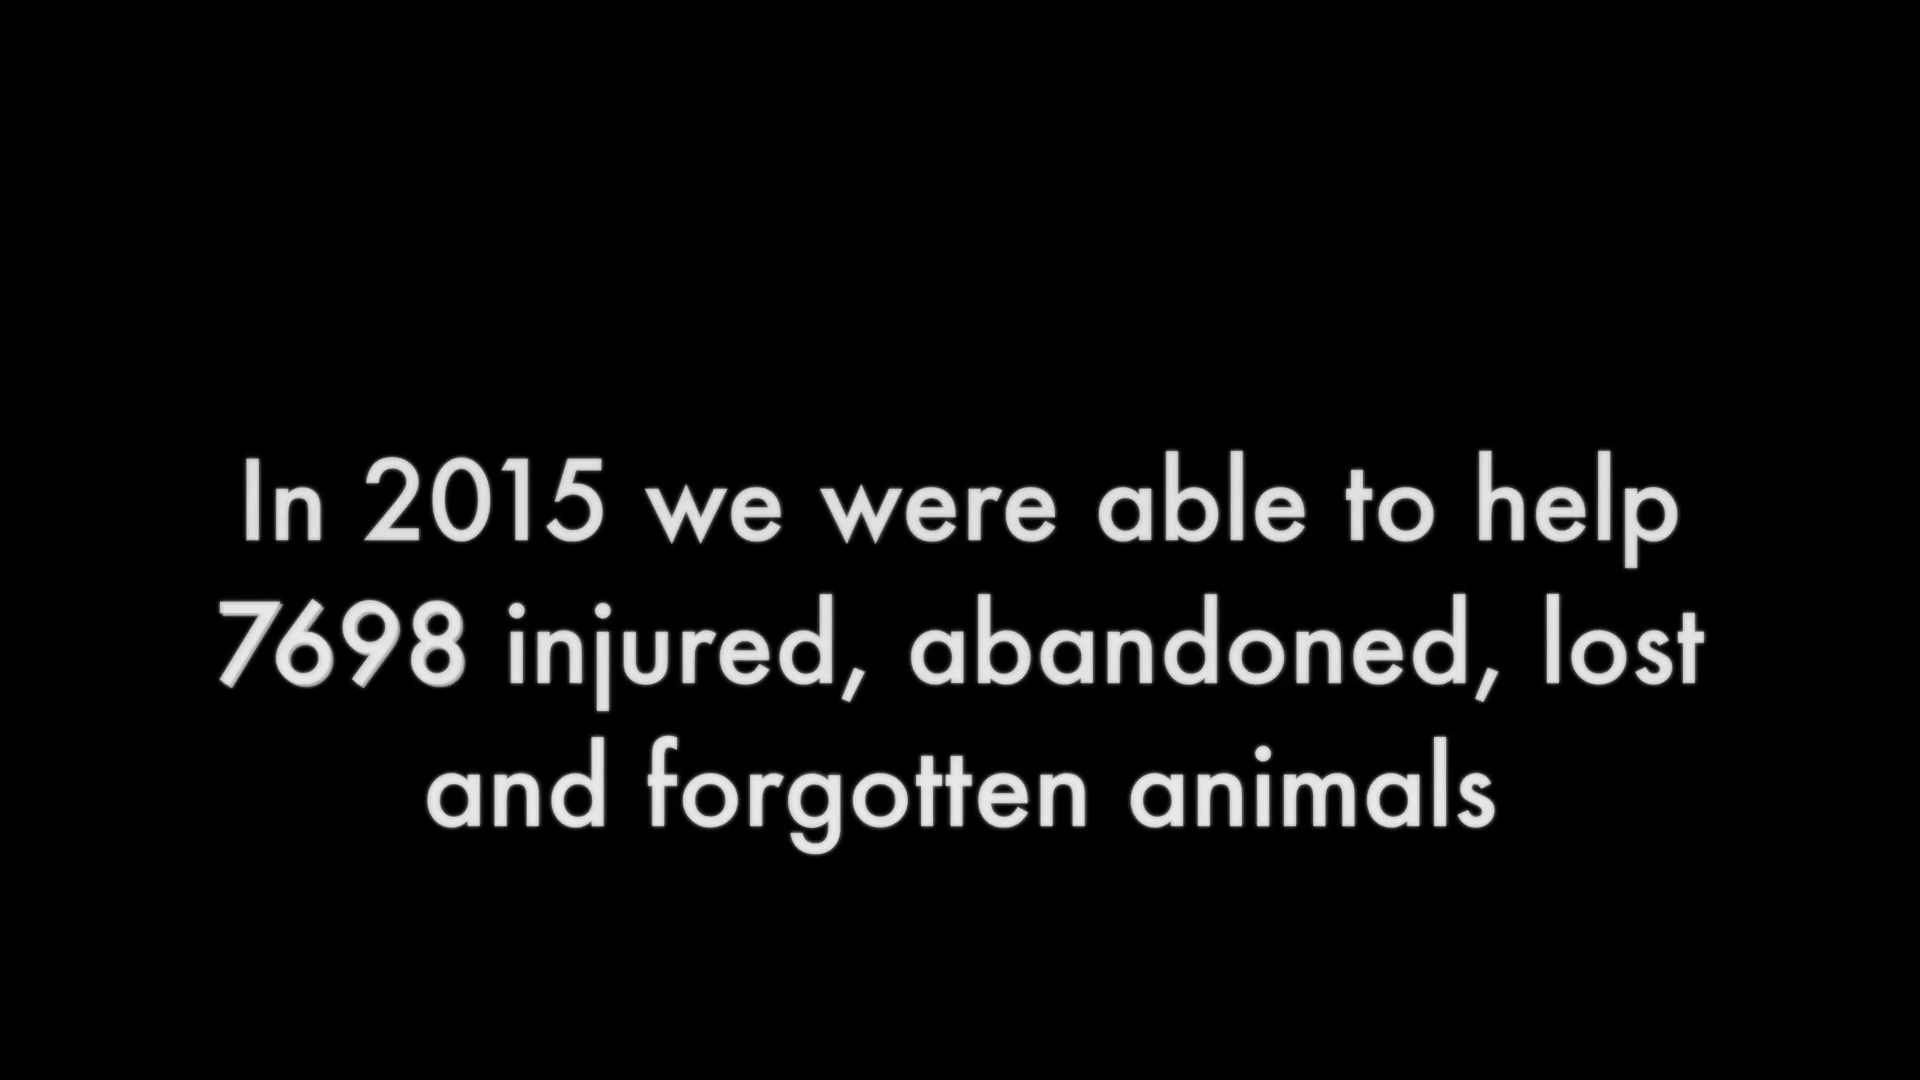 In 2015 we were able to help
7698 injured, abandoned, lost
and forgotten animals